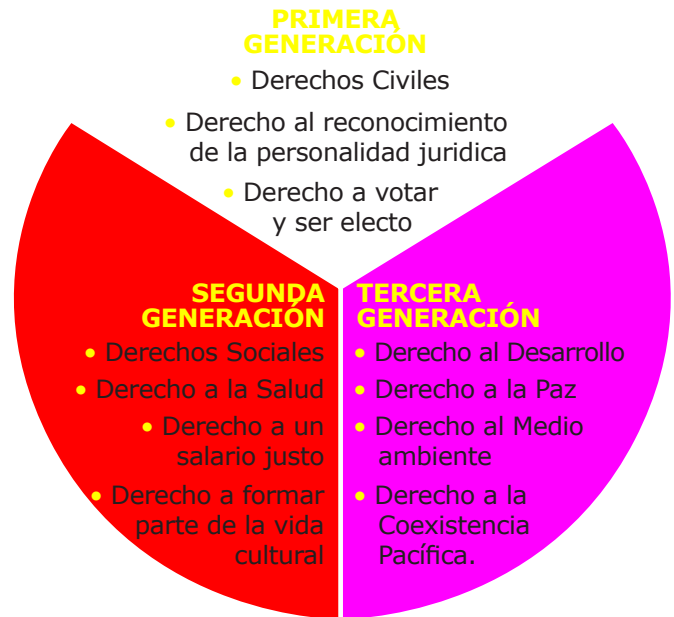 PRIMERA
GENERACIÓN
• Derechos Civiles
• Derecho al reconocimiento
de la personalidad juridica
• Derecho a votar
y ser electo
SEGUNDA
GENERACIÓN
• Derechos Sociales
• Derecho a la Salud
• Derecho a un
salario justo
• Derecho a formar
parte de la vida
cultural
TERCERA
GENERACIÓN
• Derecho al Desarrollo
• Derecho a la Paz
• Derecho al Medio
ambiente
• Derecho a la
Coexistencia
Pacífica.